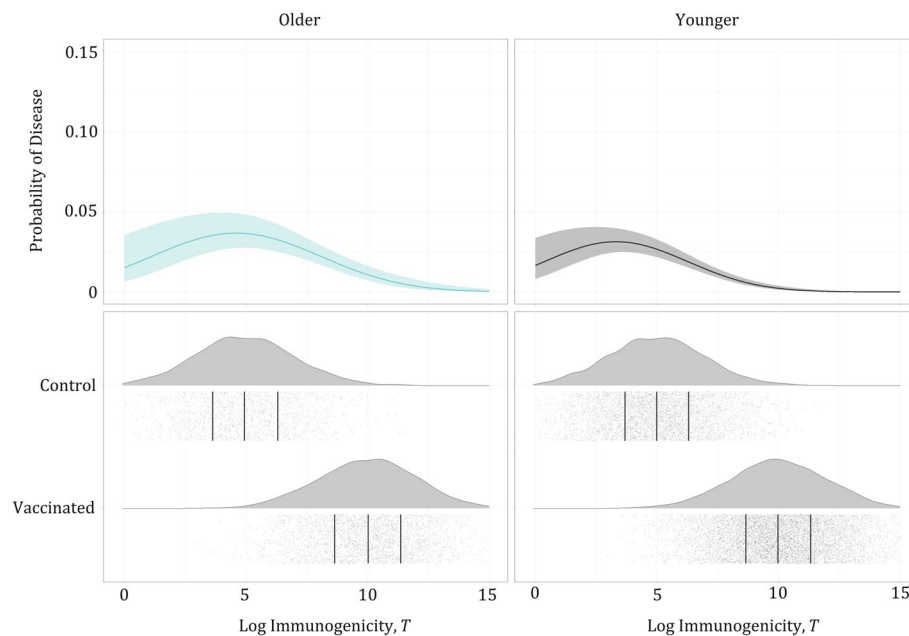 Older
Younger
Probability of Disease
0.15
0.10
0.05
0
Control
Vaccinated
0
5
10
15
0
5
10
15
Log Immunogenicity, T
Log Immunogenicity, T